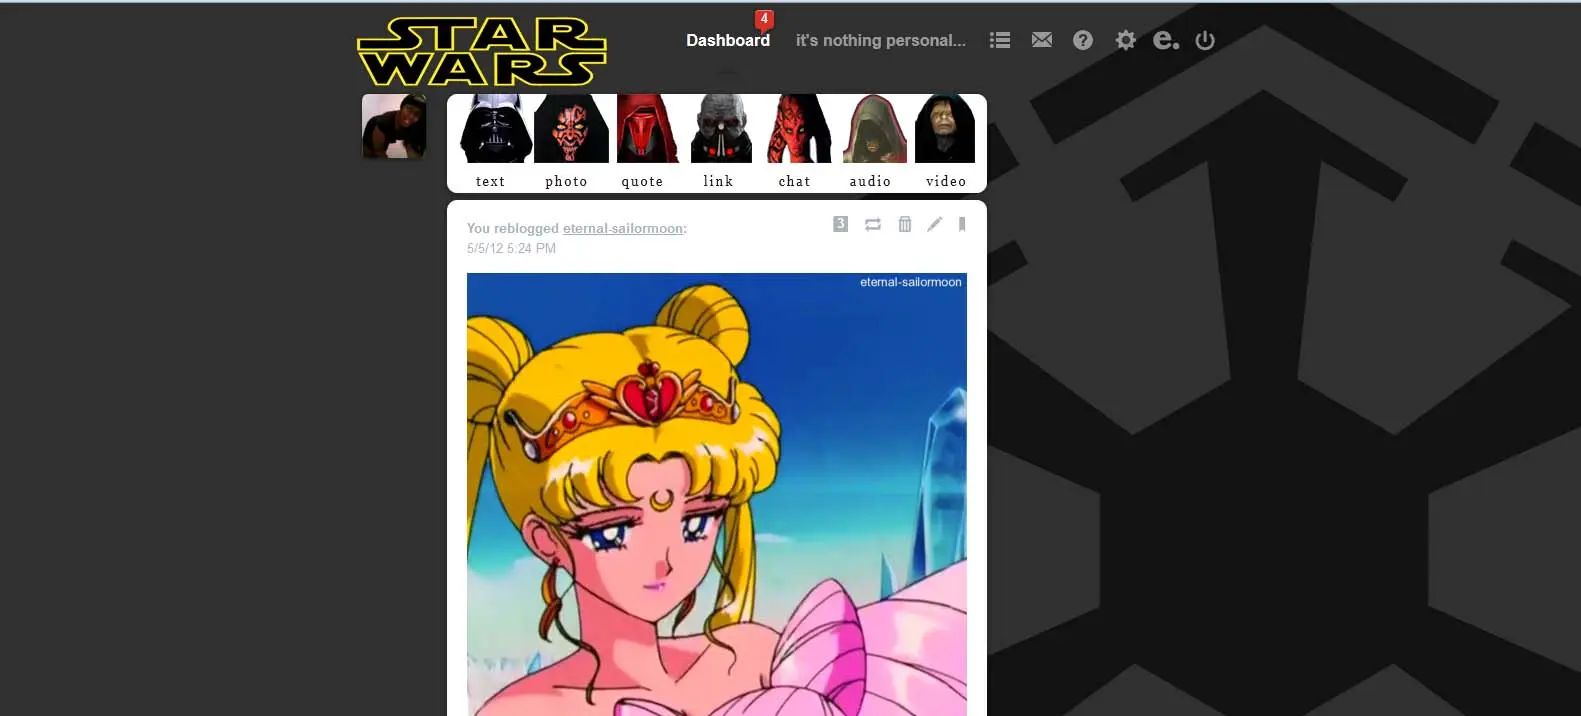 STAR
WARS
4
Dashboard
it's nothing personal...
?
e.
text
photo
quote
link
chat
audio
video
You reblogged eternal-sailormoon:
3
5/5/12 5:24 PM
eternal-sailormoon